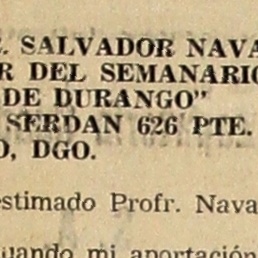 . SALVADOR NAVA
R DEL SEMANARIO
DE DURANGO"
SERDAN 626 PTE.
O, DGO.
estimado Profr. Nava
uando mi aportación